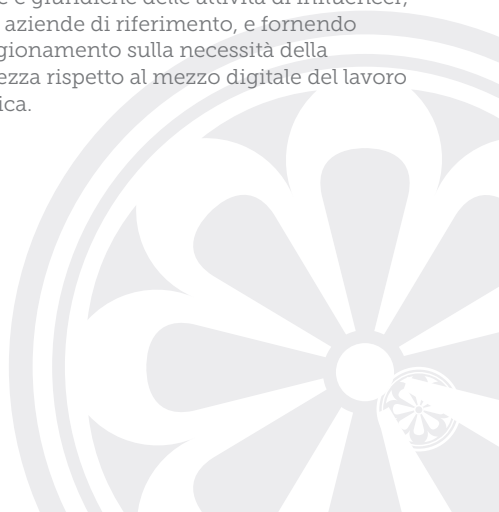 e e giuridiche delle attività di influencer,
aziende di riferimento, e fornendo
gionamento sulla necessità della
ezza rispetto al mezzo digitale del lavoro
ica.